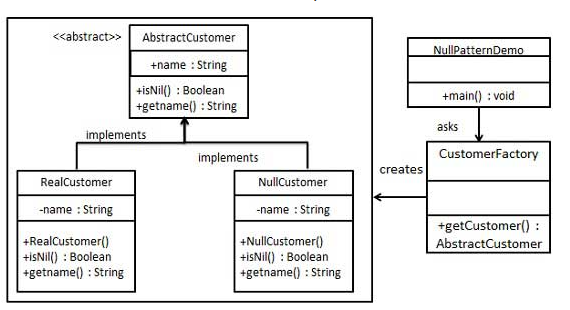 <<abstract>>
AbstractCustomer
+name : String
+isNil() : Boolean
+getname() : String
implements
implements
RealCustomer
-name : String
+RealCustomer()
+isNil() : Boolean
+getname() : String
NullCustomer
-name : String
+NullCustomer()
+isNil() : Boolean
+getname() : String
NullPatternDemo
+main() : void
asks
CustomerFactory
creates
+getCustomer() :
AbstractCustomer